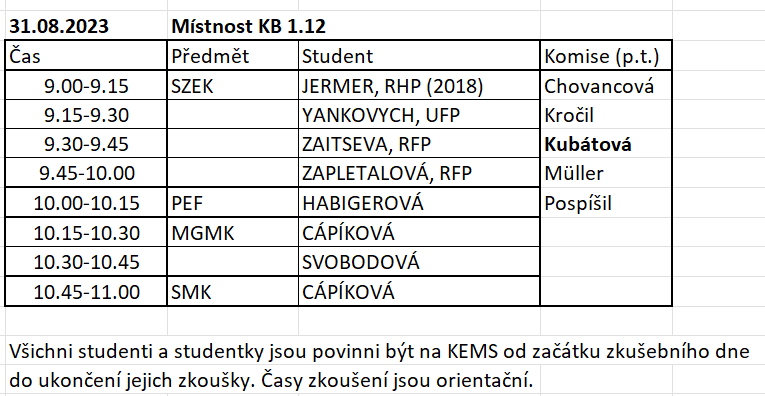 31.08.2023 Místnost KB 1.12
Čas Předmět Student Komise (p.t.)
9.00-9.15 SZEK JERMER, RHP (2018) Chovancová
9.15-9.30 YANKOVYCH, UFP Kročil
9.30-9.45 ZAITSEVA, RFP Kubátová
9.45-10.00 ZAPLETALOVÁ, RFP Müller
10.00-10.15 PEF HABIGEROVÁ Pospíšil
10.15-10.30 MGMK CÁPÍKOVÁ
10.30-10.45 SVOBODOVÁ
10.45-11.00 SMK CÁPÍKOVÁ
Všichni studenti a studentky jsou povinni být na KEMS od začátku zkušebního dne
do ukončení jejich zkoušky. Časy zkoušení jsou orientační.